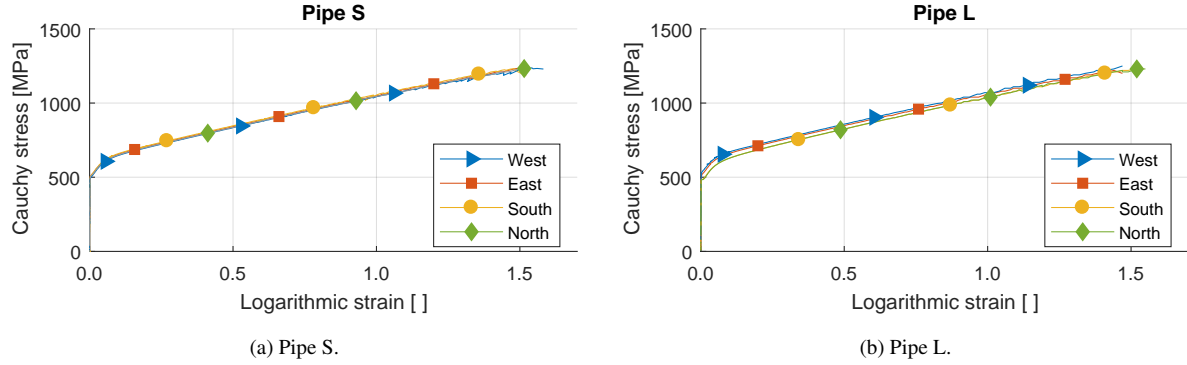 Pipe S
Cauchy stress [MPa]
1500
1000
500
0
0.0
0.5
1.0
1.5
Logarithmic strain [ ]
West
East
South
North
(a) Pipe S.
Pipe L
Cauchy stress [MPa]
1500
1000
500
0
0.0
0.5
1.0
1.5
Logarithmic strain [ ]
West
East
South
North
(b) Pipe L.